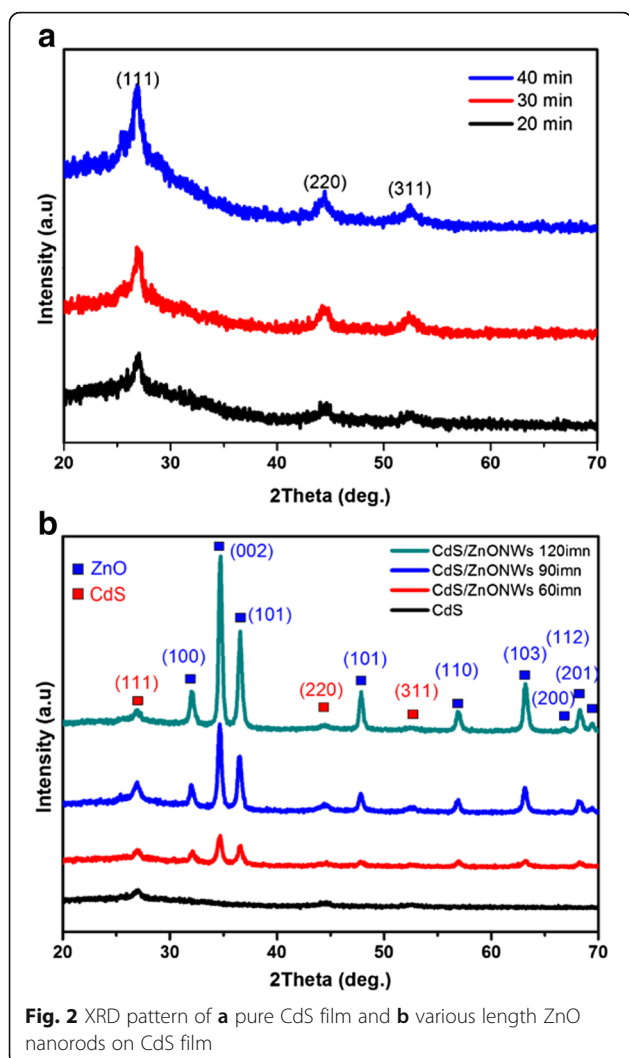 a
(111)
40 min
30 min
20 min
(220)
(311)
Intensity (a.u)
20 30 40 50 60 70
2Theta (deg.)
b
ZnO
CdS
(002)
CdS/ZnONWs 120imn
CdS/ZnONWs 90imn
CdS/ZnONWs 60imn
CdS
(101)
(112)
(100)
(101)
(103)
(201)
(111)
(220)
(311)
(110)
(200)
Intensity (a.u)
20 30 40 50 60 70
2Theta (deg.)
Fig. 2 XRD pattern of a pure CdS film and b various length ZnO
nanorods on CdS film